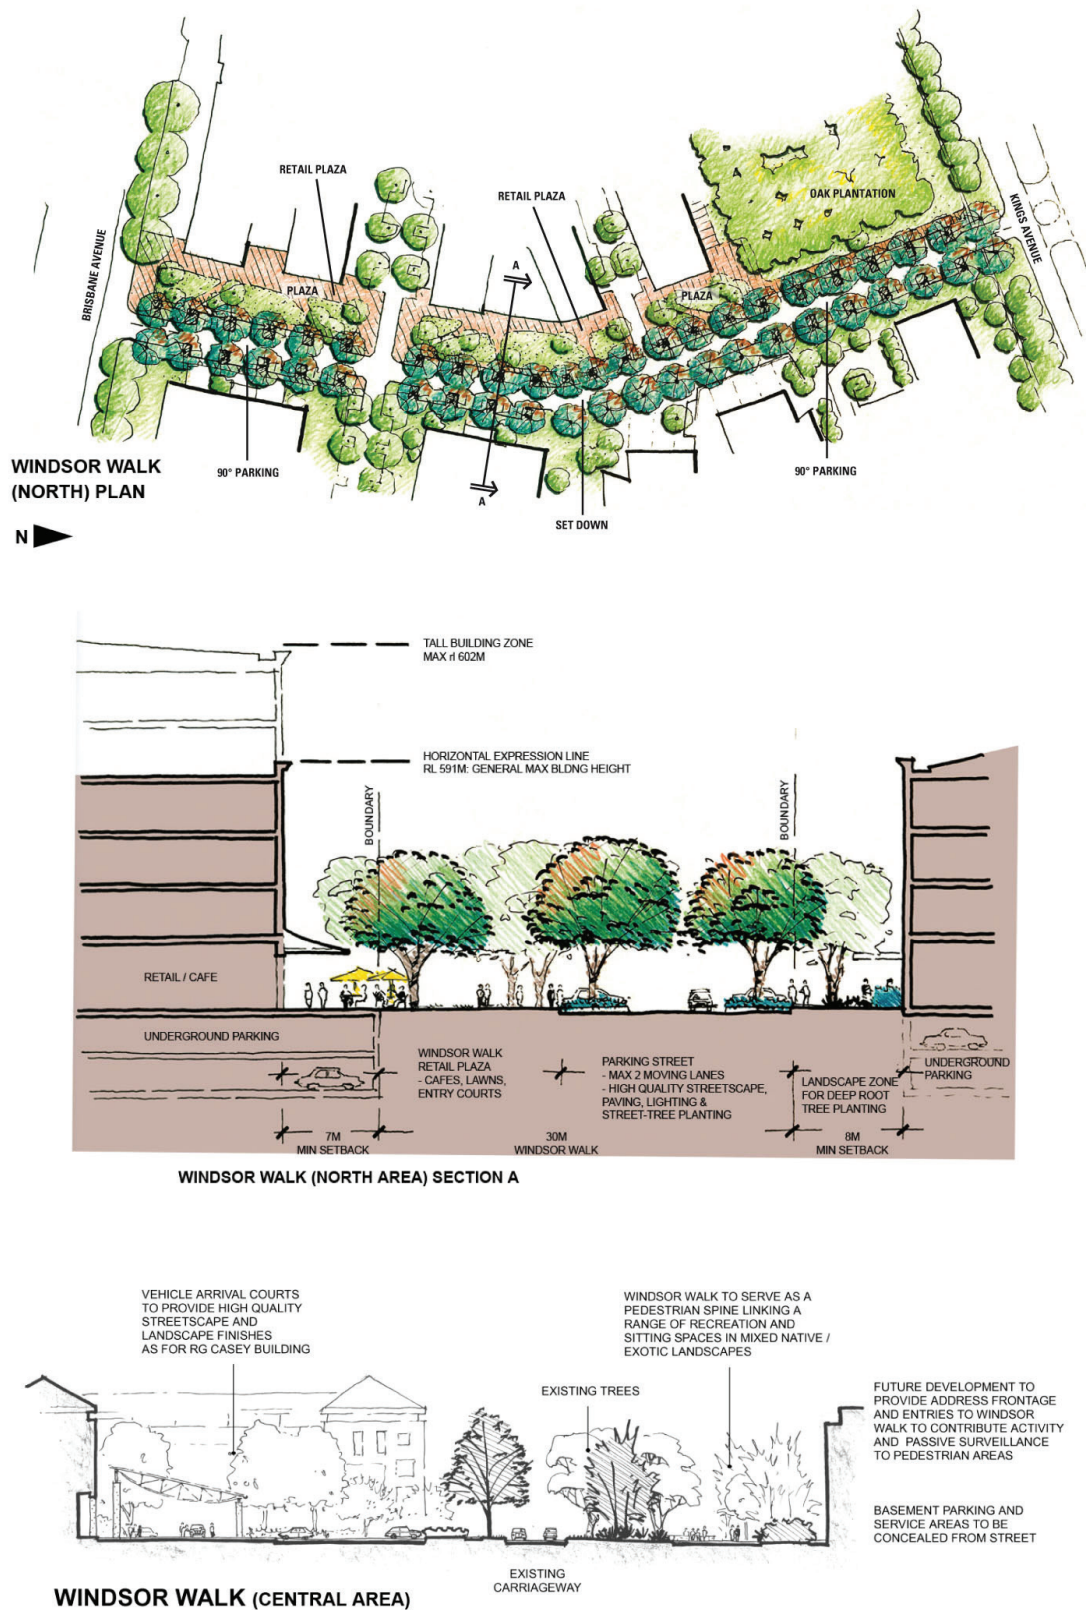 RETAIL PLAZA
RETAIL PLAZA
OAK PLANTATION
KINGS AVENUE
BRISBANE AVENUE
A
PLAZA
PLAZA
WINDSOR WALK
(NORTH) PLAN
90° PARKING
90° PARKING
A
SET DOWN
N
TALL BUILDING ZONE
MAX rl 602M
HORIZONTAL EXPRESSION LINE
RL 591M: GENERAL MAX BLDNG HEIGHT
BOUNDARY
BOUNDARY
RETAIL / CAFE
UNDERGROUND PARKING
WINDSOR WALK
RETAIL PLAZA
- CAFES, LAWNS,
ENTRY COURTS
PARKING STREET
- MAX 2 MOVING LANES
- HIGH QUALITY STREETSCAPE,
PAVING, LIGHTING &
STREET-TREE PLANTING
LANDSCAPE ZONE
FOR DEEP ROOT
TREE PLANTING
UNDERGROUND
PARKING
7M
MIN SETBACK
30M
WINDSOR WALK
8M
MIN SETBACK
WINDSOR WALK (NORTH AREA) SECTION A
VEHICLE ARRIVAL COURTS
TO PROVIDE HIGH QUALITY
STREETSCAPE AND
LANDSCAPE FINISHES
AS FOR RG CASEY BUILDING
WINDSOR WALK TO SERVE AS A
PEDESTRIAN SPINE LINKING A
RANGE OF RECREATION AND
SITTING SPACES IN MIXED NATIVE /
EXOTIC LANDSCAPES
EXISTING TREES
FUTURE DEVELOPMENT TO
PROVIDE ADDRESS FRONTAGE
AND ENTRIES TO WINDSOR
WALK TO CONTRIBUTE ACTIVITY
AND PASSIVE SURVEILLANCE
TO PEDESTRIAN AREAS
BASEMENT PARKING AND
SERVICE AREAS TO BE
CONCEALED FROM STREET
EXISTING
CARRIAGEWAY
WINDSOR WALK (CENTRAL AREA)